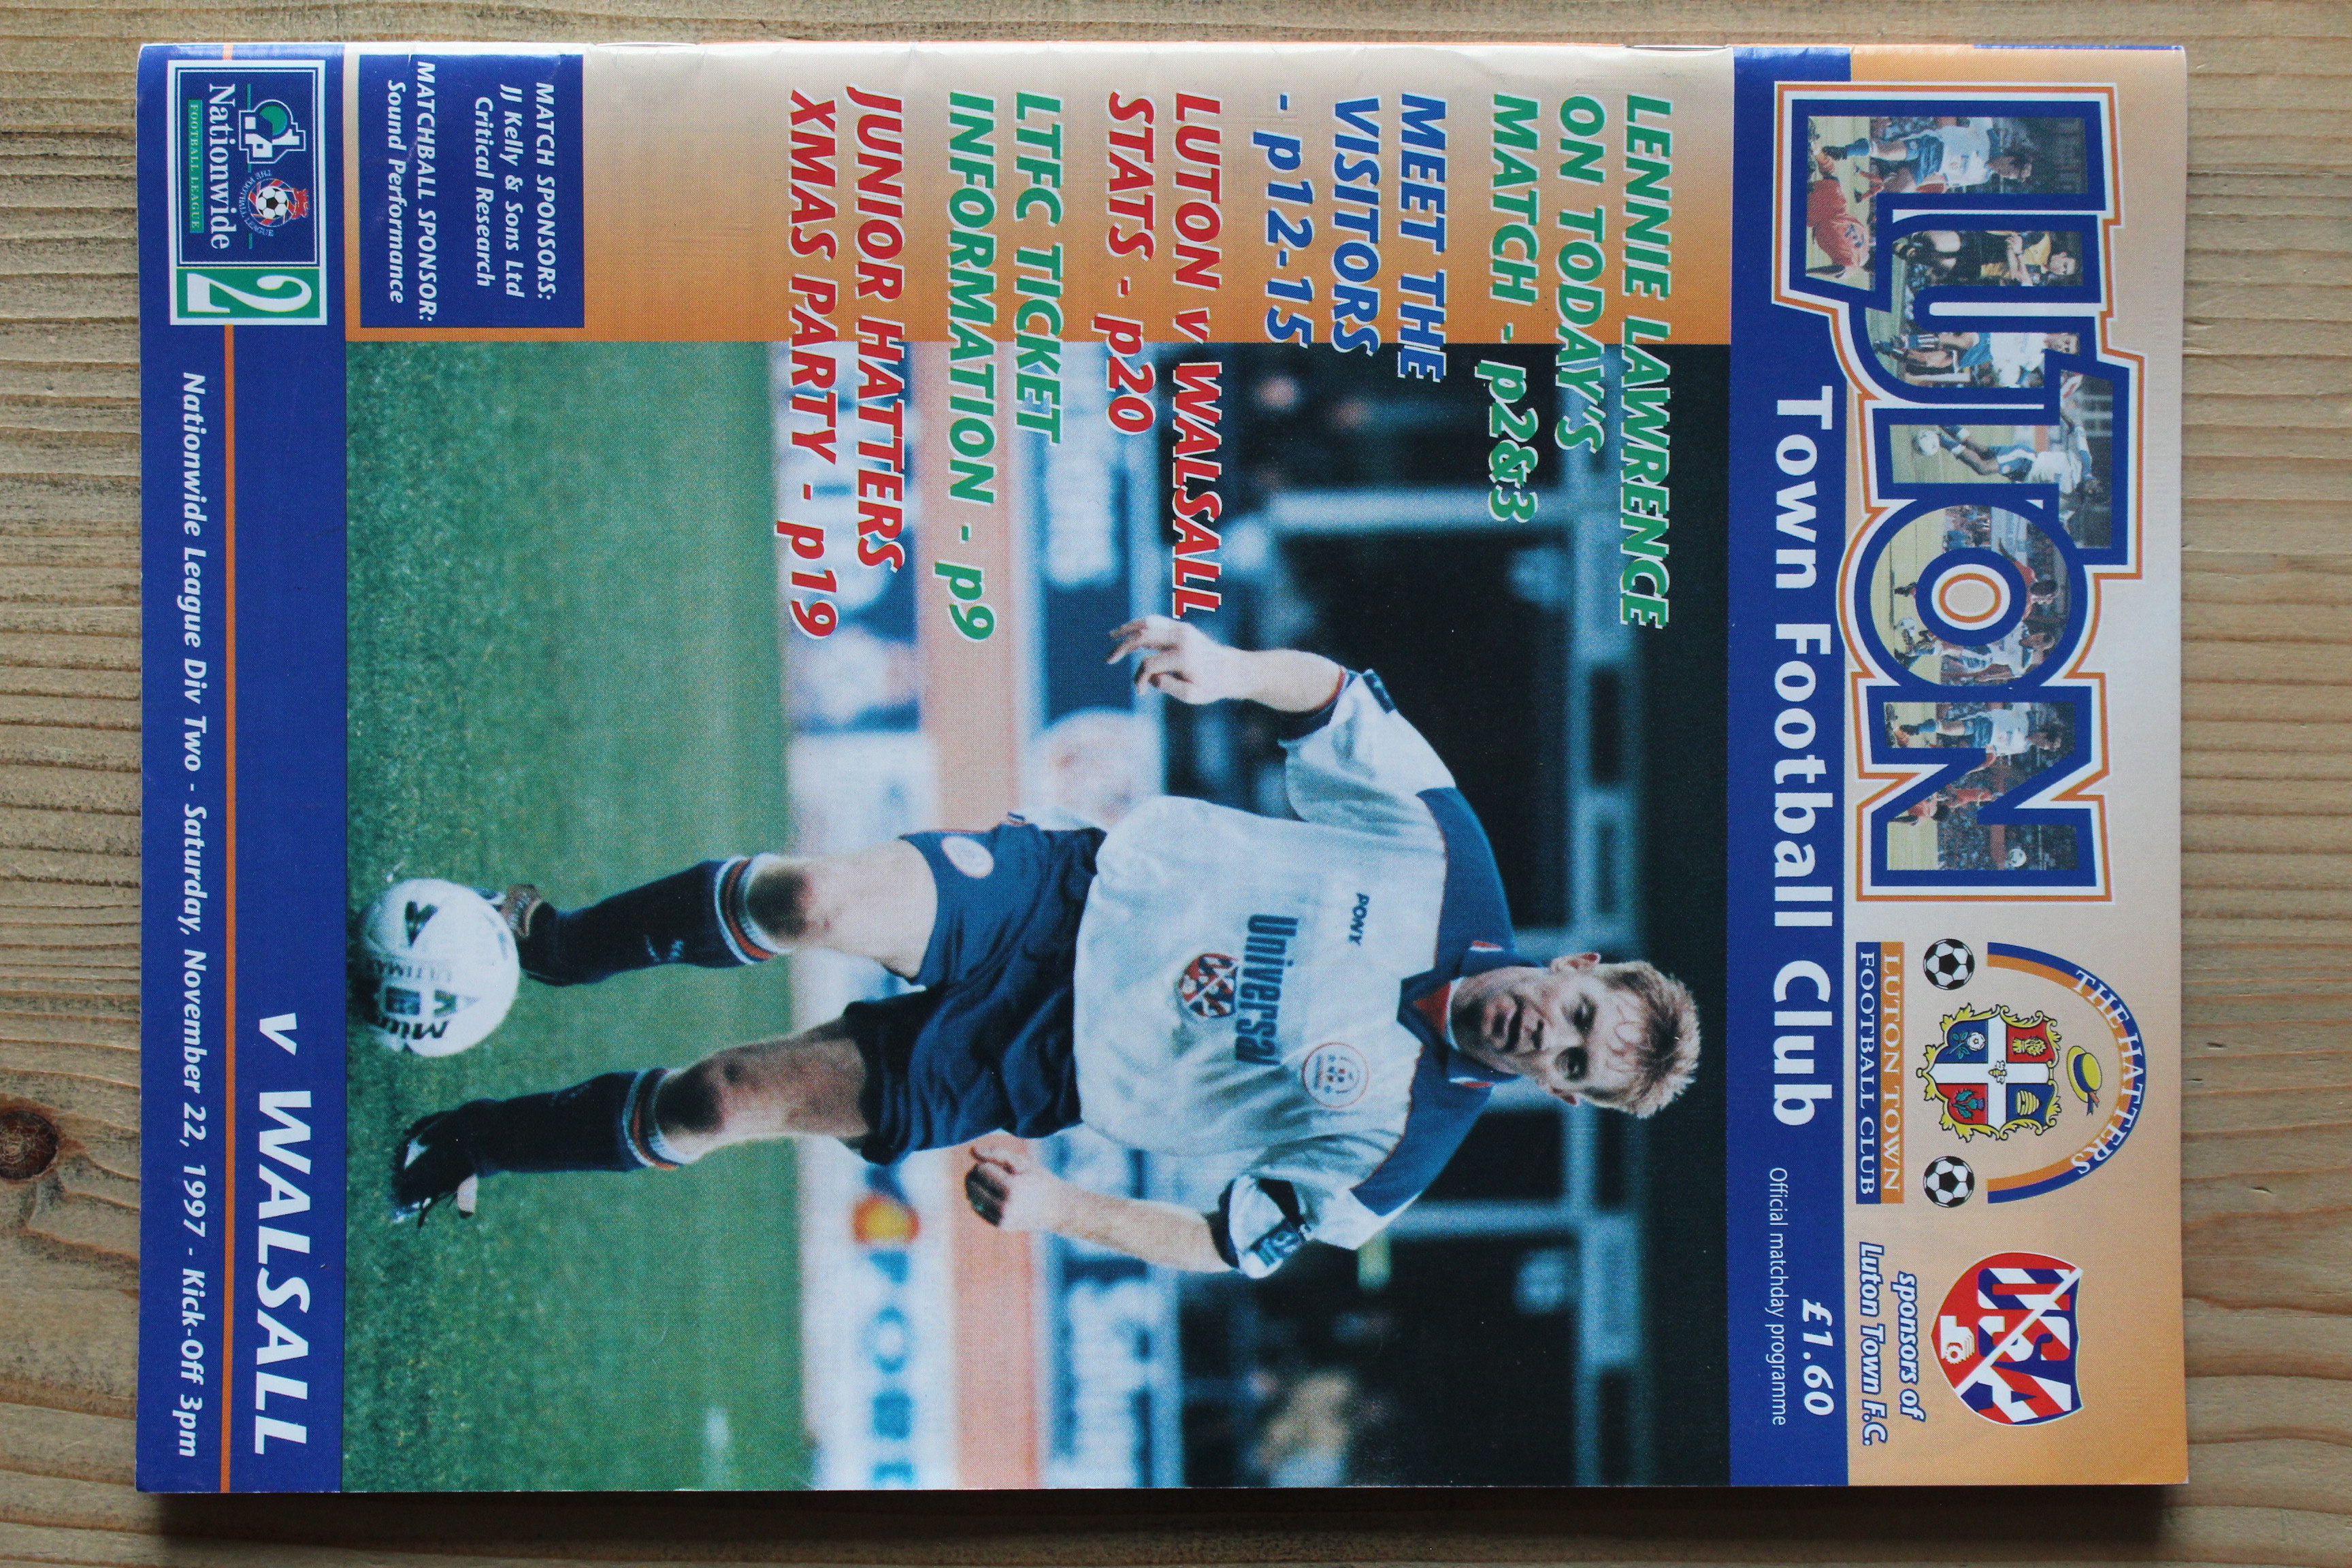 LUTON
THE HATTERS
LUTON TOWN
FOOTBALL CLUB
USA
sponsors of
Luton Town F.C.
Town Football Club
£1.60
Official matchday programme
LENNIE LAWRENCE
ON TODAY'S
MATCH - p2&3
MEET THE
VISITORS
- p12-15
LUTON v WALSALL
STATS - p20
LTFC TICKET
INFORMATION - p9
JUNIOR HATTERS
XMAS PARTY - p19
PONY
Universal
USA
MATCH SPONSORS:
JJ Kelly & Sons Ltd
Critical Research
MATCHBALL SPONSOR:
Sound Performance
THE FOOTBALL LEAGUE
Nationwide
FOOTBALL LEAGUE
2
v WALSALL
Nationwide League Div Two - Saturday, November 22, 1997 - Kick-Off 3pm